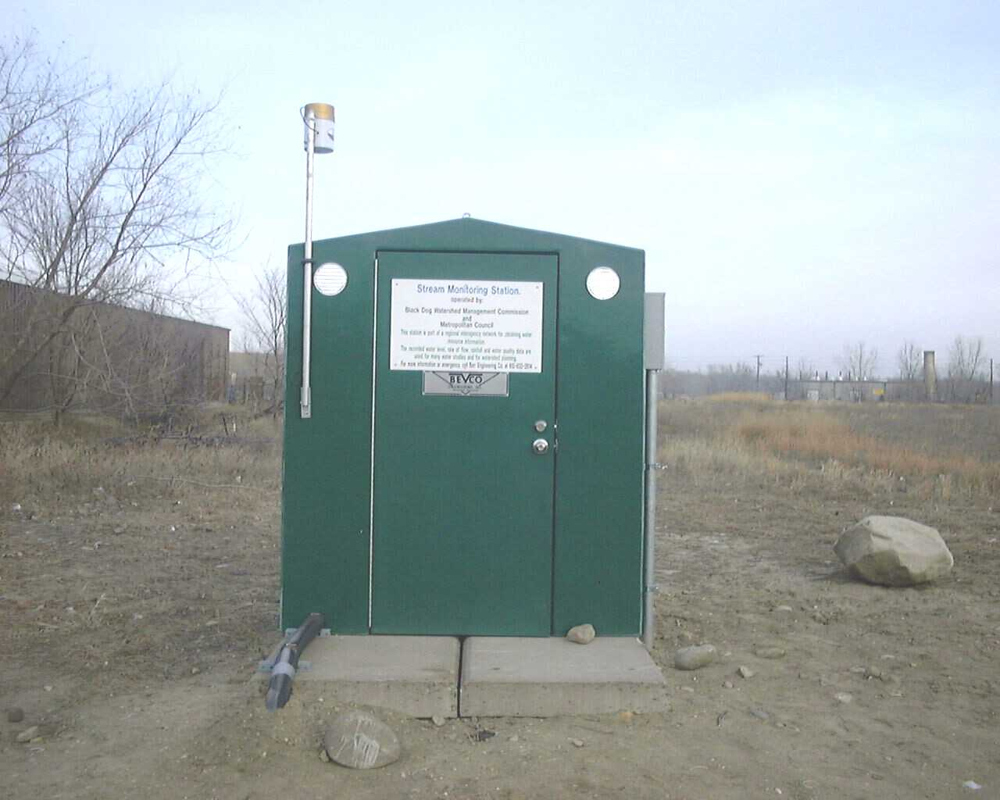 Stream Monitoring Station.
operated by:
Black Dog Watershed Management Commission
and
Metropolitan Council
This station is part of a regional interagency network for obtaining water
resource information.
The recorded water level, rate of flow, rainfall and water quality data are
used for many water studies and for watershed planning.
For more information or emergency, call Barr Engineering Co. at
BEVCO